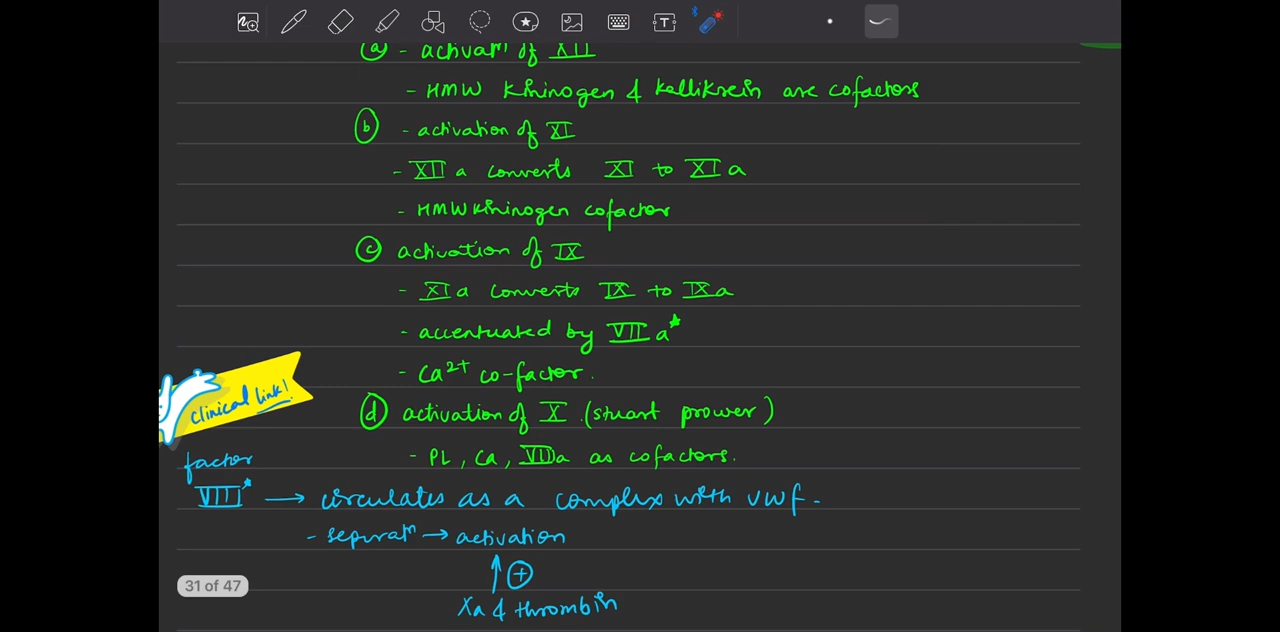 (a) - activatⁿ of XII
- HMW Kininogen & kallikrein are cofactors
(b) - activation of XI
- XIIa converts XI to XIa
- HMW Kininogen cofactor
(c) activation of IX
- XIa converts IX to IXa
- accentuated by VIIa*
- Ca2+ co-factor.
clinical link!
(d) activation of X. (stuart prower)
- PL, Ca, VIIIa as cofactors.
factor
VIII* → circulates as a complex with vwf.
- separatⁿ → activation
↑ (+)
31 of 47
Xa & thrombin